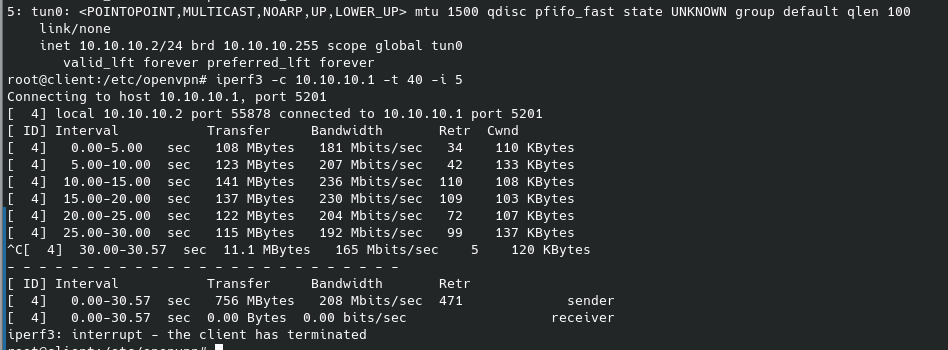 5: tun0: <POINTOPOINT,MULTICAST,NOARP,UP,LOWER_UP> mtu 1500 qdisc pfifo_fast state UNKNOWN group default qlen 100
    link/none
    inet 10.10.10.2/24 brd 10.10.10.255 scope global tun0
       valid_lft forever preferred_lft forever
root@client:/etc/openvpn# iperf3 -c 10.10.10.1 -t 40 -i 5
Connecting to host 10.10.10.1, port 5201
[  4] local 10.10.10.2 port 55878 connected to 10.10.10.1 port 5201
[ ID] Interval           Transfer     Bandwidth       Retr  Cwnd
[  4]   0.00-5.00   sec   108 MBytes   181 Mbits/sec   34    110 KBytes
[  4]   5.00-10.00  sec   123 MBytes   207 Mbits/sec   42    133 KBytes
[  4]  10.00-15.00  sec   141 MBytes   236 Mbits/sec  110    108 KBytes
[  4]  15.00-20.00  sec   137 MBytes   230 Mbits/sec  109    103 KBytes
[  4]  20.00-25.00  sec   122 MBytes   204 Mbits/sec   72    107 KBytes
[  4]  25.00-30.00  sec   115 MBytes   192 Mbits/sec   99    137 KBytes
^C[  4]  30.00-30.57  sec  11.1 MBytes   165 Mbits/sec    5    120 KBytes
- - - - - - - - - - - - - - - - - - - - - - - - -
[ ID] Interval           Transfer     Bandwidth       Retr
[  4]   0.00-30.57  sec   756 MBytes   208 Mbits/sec  471             sender
[  4]   0.00-30.57  sec  0.00 Bytes  0.00 bits/sec                  receiver
iperf3: interrupt - the client has terminated
root@client:/etc/openvpn#